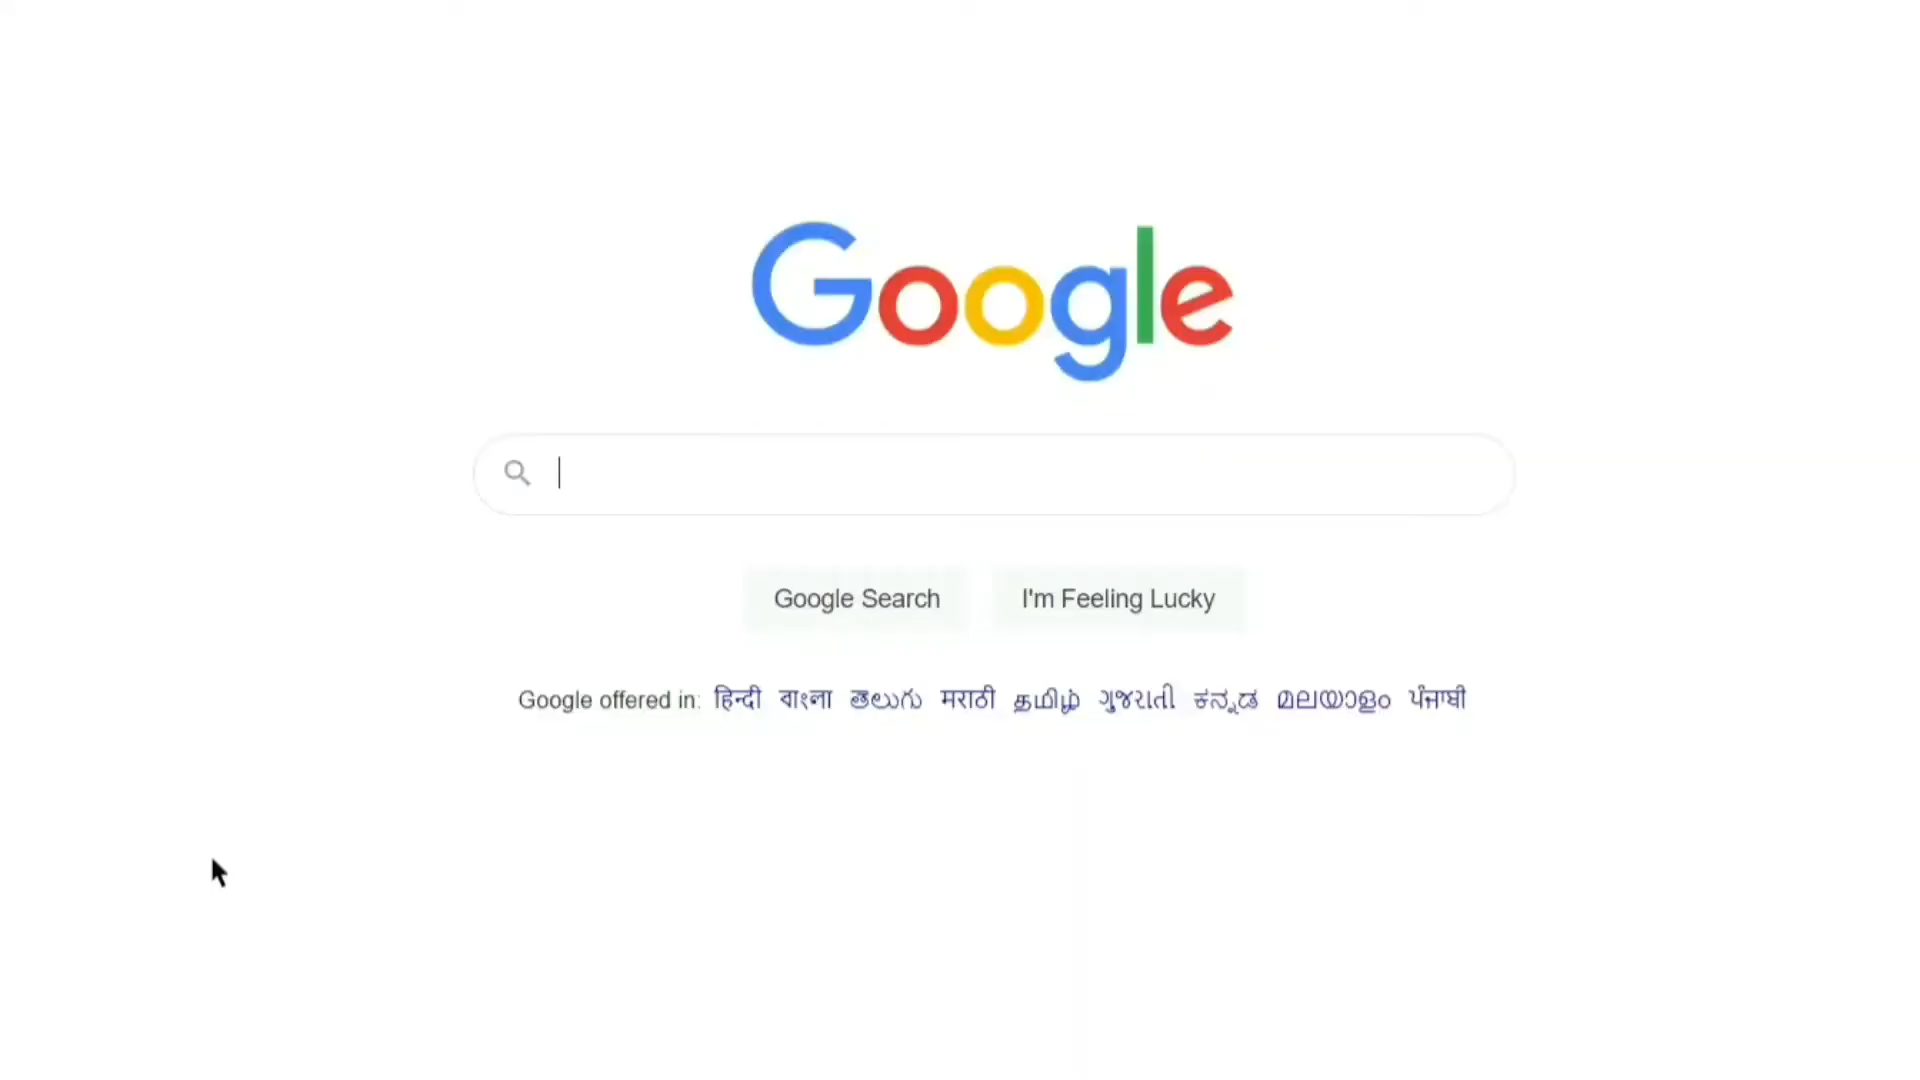 Google
Google Search I'm Feeling Lucky
Google offered in: हिन्दी বাংলা తెలుగు मराठी தமிழ் ગુજરાતી ಕನ್ನಡ മലയാളം ਪੰਜਾਬੀ